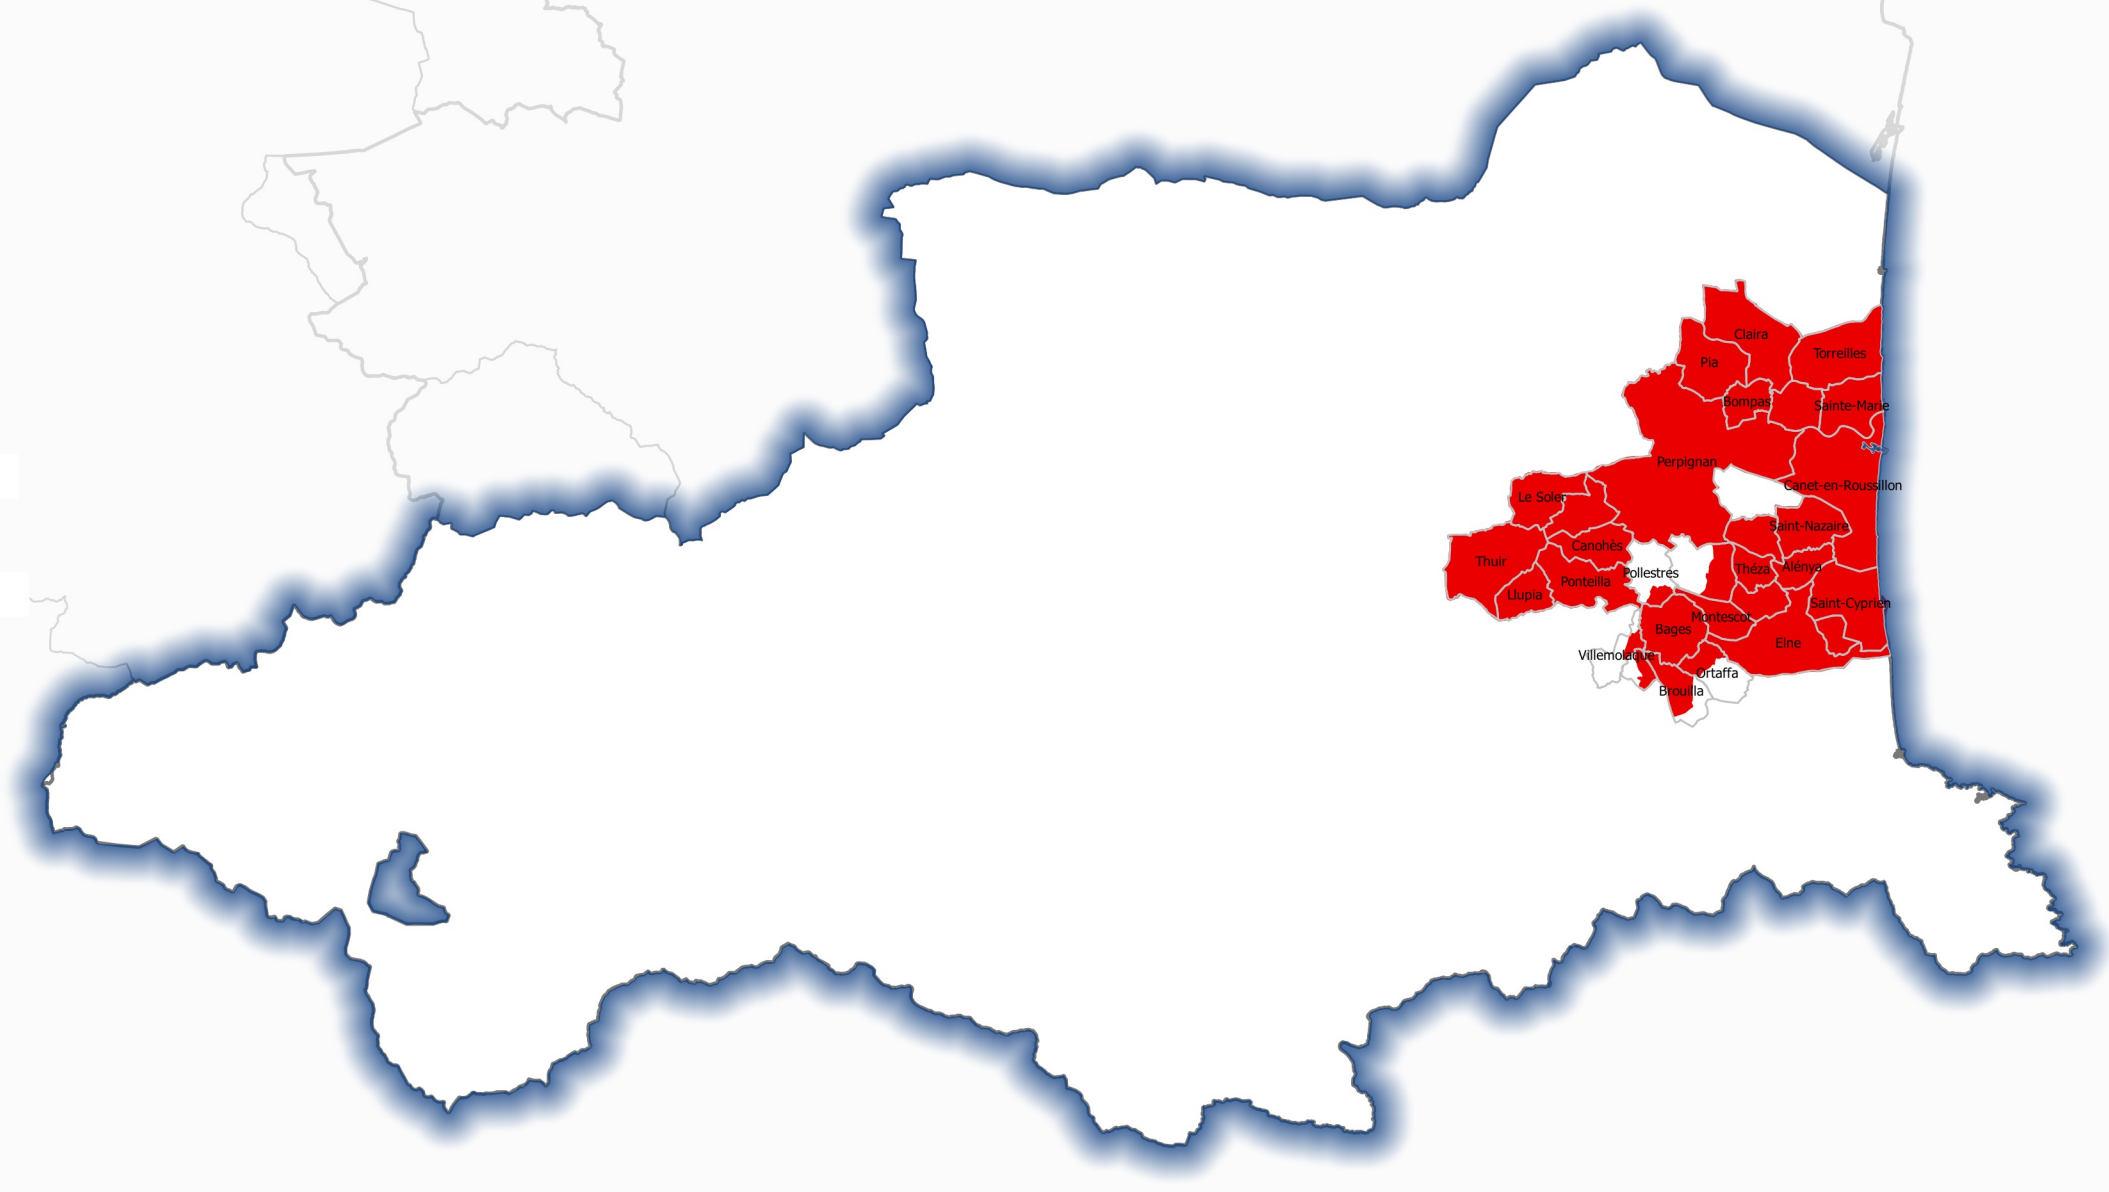 Claira
Torreilles
Pia
Bompas
Sainte-Marie
Perpignan
Canet-en-Roussillon
Le Soler
Saint-Nazaire
Canohès
Thuir
Alénya
Théza
Pollestres
Ponteilla
Llupia
Saint-Cyprien
Montescot
Bages
Elne
Villemolaque
Ortaffa
Brouilla